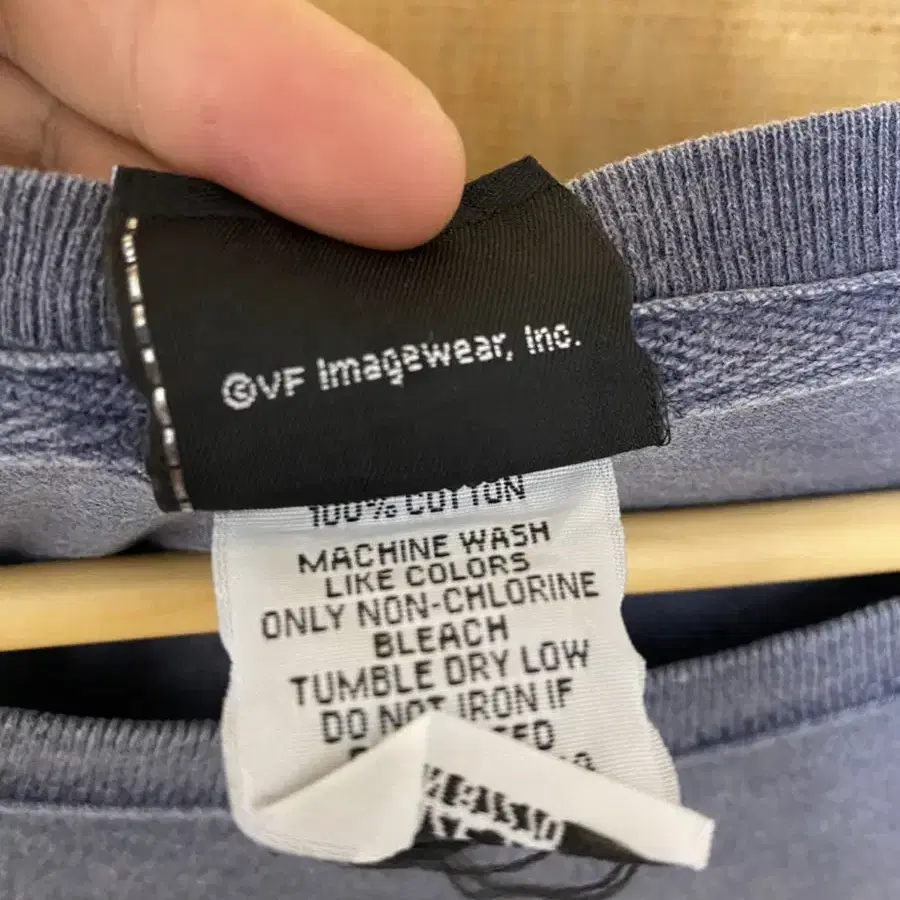 ©VF Imagewear, Inc.
100% COTTON
MACHINE WASH
LIKE COLORS
ONLY NON-CHLORINE
BLEACH
TUMBLE DRY LOW
DO NOT IRON IF